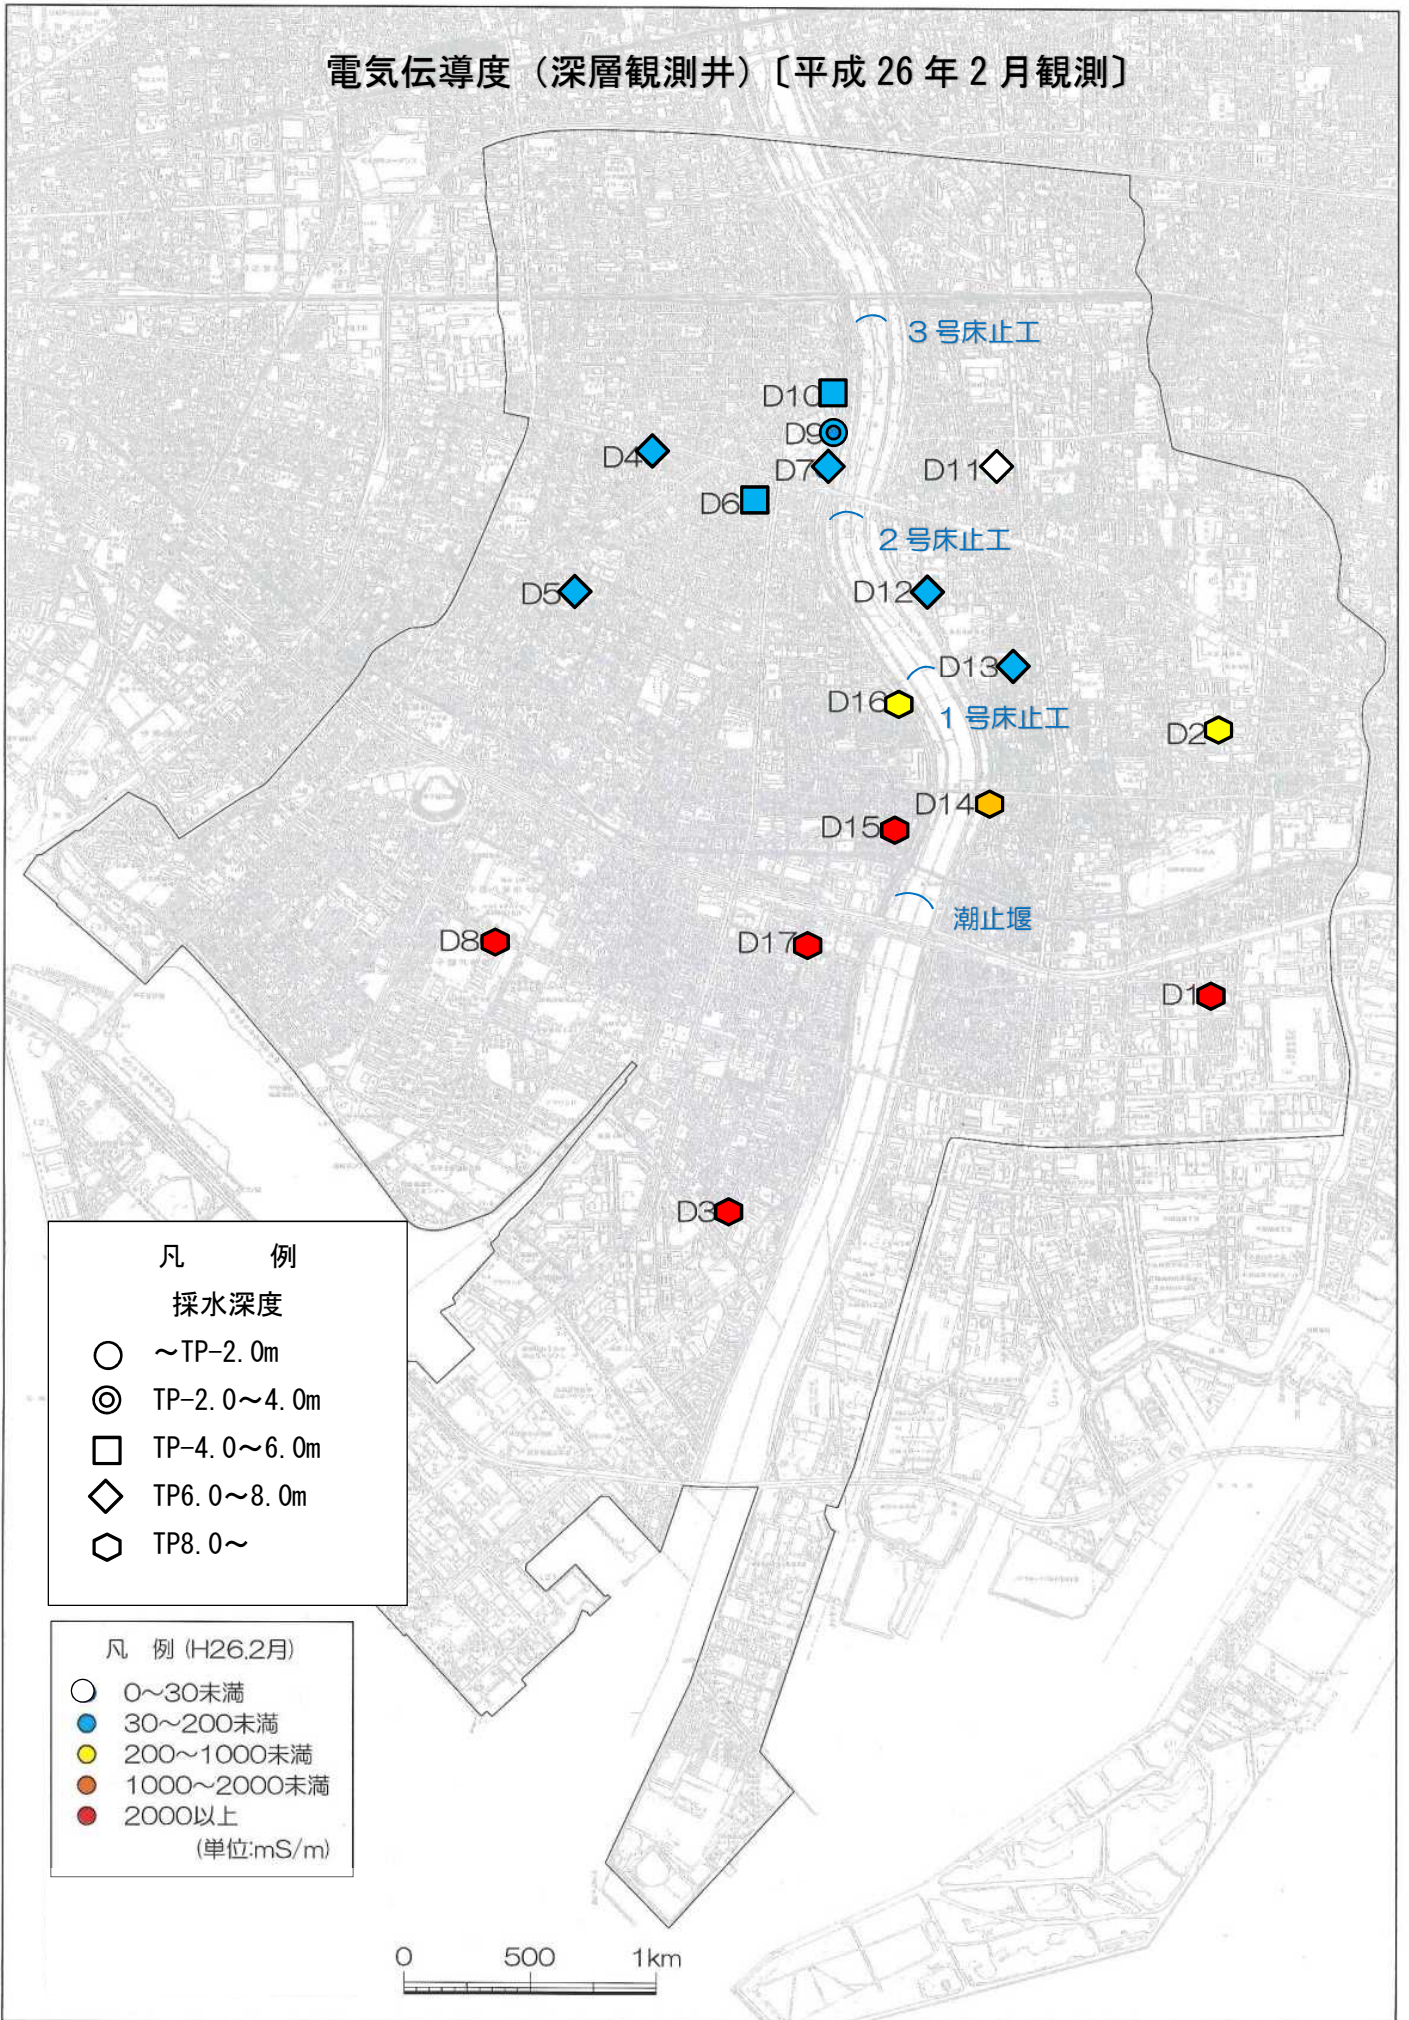 電気伝導度（深層観測井）〔平成 26 年 2 月観測〕
3 号床止工
D10
D9
D4
D7
D11
D6
2 号床止工
D5
D12
D13
D16
1 号床止工
D2
D14
D15
潮止堰
D8
D17
D1
D3
凡 例
採水深度
～TP-2.0m
TP-2.0～4.0m
TP-4.0～6.0m
TP6.0～8.0m
TP8.0～
凡 例 (H26.2月)
0～30未満
30～200未満
200～1000未満
1000～2000未満
2000以上
(単位:mS/m)
0 500 1km